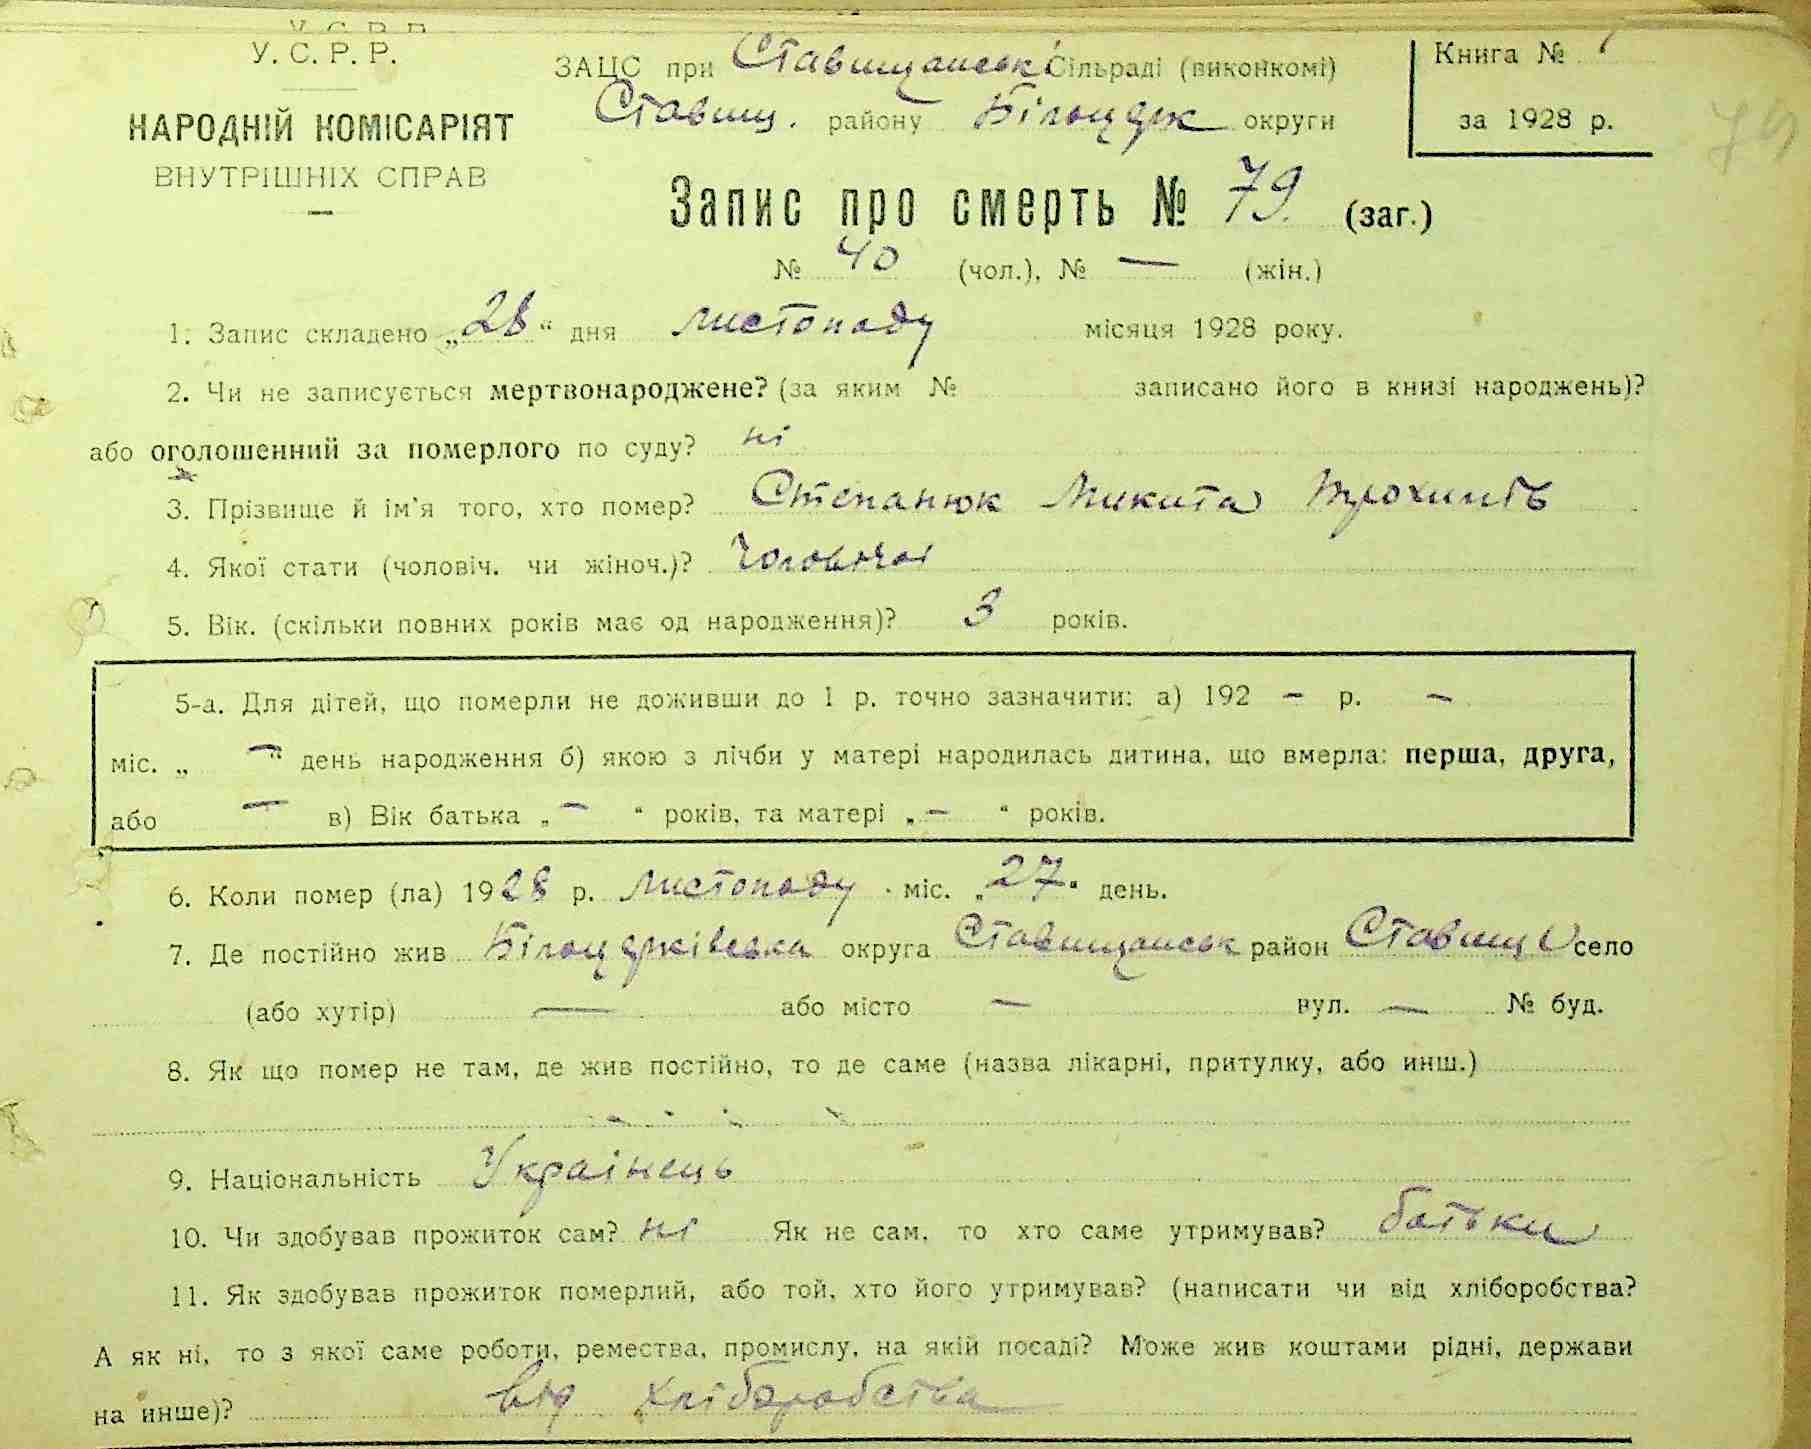 У. С. Р. Р.
НАРОДНІЙ КОМІСАРІЯТ
ВНУТРІШНІХ СПРАВ
ЗАЦС при Ставищанськ Сільраді (виконкомі)
Ставищ. району Білоцерк округи
Книга №
за 1928 р.
79
Запис про смерть № 79. (заг.)
№ 40 (чол.), № — (жін.)
1. Запис складено „28“ дня листопаду місяця 1928 року.
2. Чи не записується мертвонароджене? (за яким № записано його в книзі народжень)?
або оголошенний за померлого по суду? ні
3. Прізвище й ім'я того, хто помер? Степанюк Микита Трохимів
4. Якої стати (чоловіч. чи жіноч.)? Чоловічої
5. Вік. (скільки повних років має од народження)? 3 років.
5-а. Для дітей, що померли не доживши до 1 р. точно зазначити: а) 192 — р. —
міс. „ — “ день народження б) якою з лічби у матері народилась дитина, що вмерла: перша, друга,
або — в) Вік батька „ — “ років, та матері „ — “ років.
6. Коли помер (ла) 1928 р. листопаду міс. „27“ день.
7. Де постійно жив Білоцерківська округа Ставищанськ район Ставищі село
(або хутір) — або місто — вул. — № буд.
8. Як що помер не там, де жив постійно, то де саме (назва лікарні, притулку, або инш.)
9. Національність Українець
10. Чи здобував прожиток сам? ні Як не сам, то хто саме утримував? батьки
11. Як здобував прожиток померлий, або той, хто його утримував? (написати чи від хліборобства?
А як ні, то з якої саме роботи, ремества, промислу, на якій посаді? Може жив коштами рідні, держави
на инше)? від хліборобства